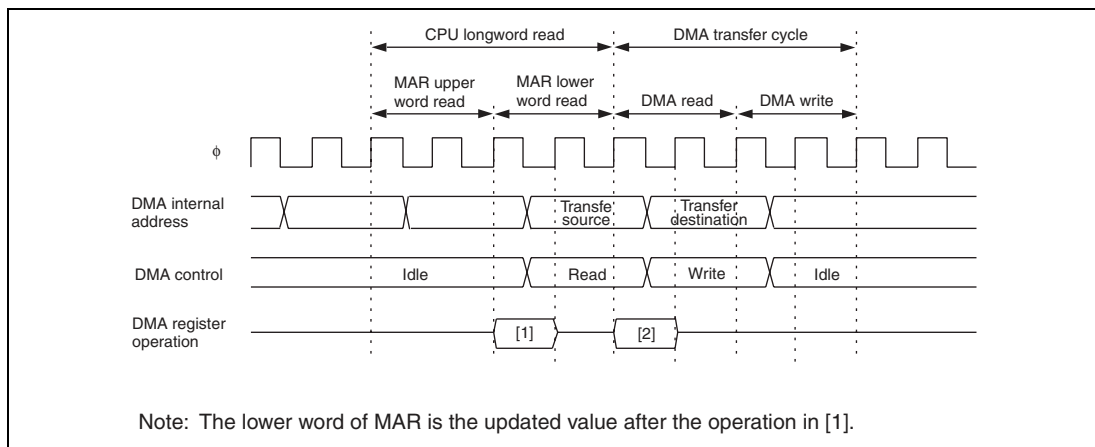 CPU longword read DMA transfer cycle
MAR upper word read MAR lower word read DMA read DMA write
φ
DMA internal address
Transfe source Transfer destination
DMA control Idle Read Write Idle
DMA register operation [1] [2]
Note: The lower word of MAR is the updated value after the operation in [1].